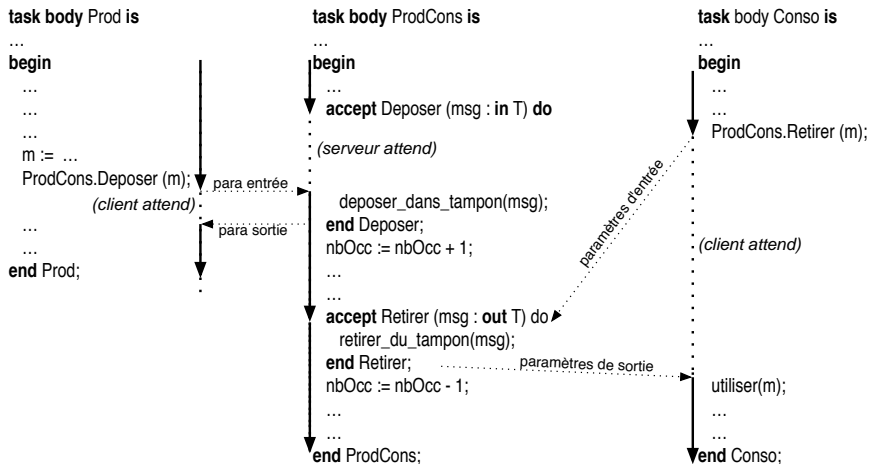 task body Prod is
…
begin
…
…
…
m := …
ProdCons.Deposer (m);
(client attend)
…
…
end Prod;
para entrée
para sortie
task body ProdCons is
…
begin
…
accept Deposer (msg : in T) do
(serveur attend)
deposer_dans_tampon(msg);
end Deposer;
nbOcc := nbOcc + 1;
…
…
accept Retirer (msg : out T) do
retirer_du_tampon(msg);
end Retirer;
nbOcc := nbOcc - 1;
…
…
end ProdCons;
paramètres d'entrée
paramètres de sortie
task body Conso is
…
begin
…
…
ProdCons.Retirer (m);
(client attend)
utiliser(m);
…
…
end Conso;